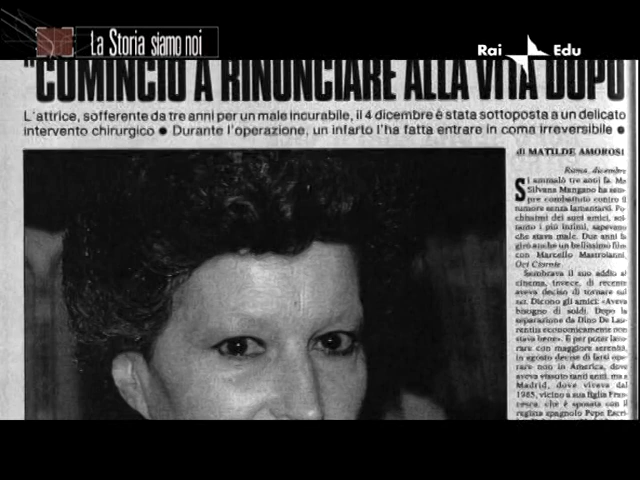 La Storia siamo noi
Rai Edu
"COMINCIÒ A RINUNCIARE ALLA VITA DOPO
L'attrice, sofferente da tre anni per un male incurabile, il 4 dicembre è stata sottoposta a un delicato
intervento chirurgico ● Durante l'operazione, un infarto l'ha fatta entrare in coma irreversibile ●
di MATILDE AMOROSI
Roma, dicembre
Si ammalò tre anni fa. Ma
Silvana Mangano ha sem-
pre combattuto contro il
tumore senza lamentarsi. Po-
chissimi dei suoi amici, sol-
tanto i più intimi, sapevano
che stava male. Due anni fa
girò anche un bellissimo film
con Marcello Mastroianni,
Oci Ciornie.
Sembrava il suo addio al
cinema, invece, di recente
aveva deciso di tornare sul
set. Dicono gli amici: «Aveva
bisogno di soldi. Dopo la
separazione da Dino De Lau-
rentiis economicamente non
stava bene». E per poter lavo-
rare con maggiore serenità,
in agosto decise di farsi ope-
rare non in America, dove
aveva vissuto tanti anni, ma a
Madrid, dove viveva dal
1985, vicino a sua figlia Fran-
cesca, che è sposata con il
regista spagnolo Pepe Escri-